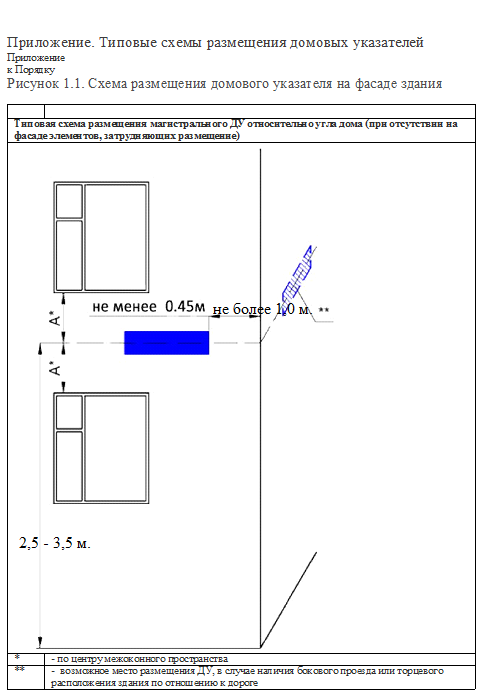 Приложение. Типовые схемы размещения домовых указателей
Приложение
к Порядку
Рисунок 1.1. Схема размещения домового указателя на фасаде здания
Типовая схема размещения магистрального ДУ относительно угла дома (при отсутствии на
фасаде элементов, затрудняющих размещение)
А*
не менее 0.45м
не более 1,0 м.
**
А*
2,5 - 3,5 м.
* - по центру межоконного пространства
** - возможное место размещения ДУ, в случае наличия бокового проезда или торцевого
расположения здания по отношению к дороге